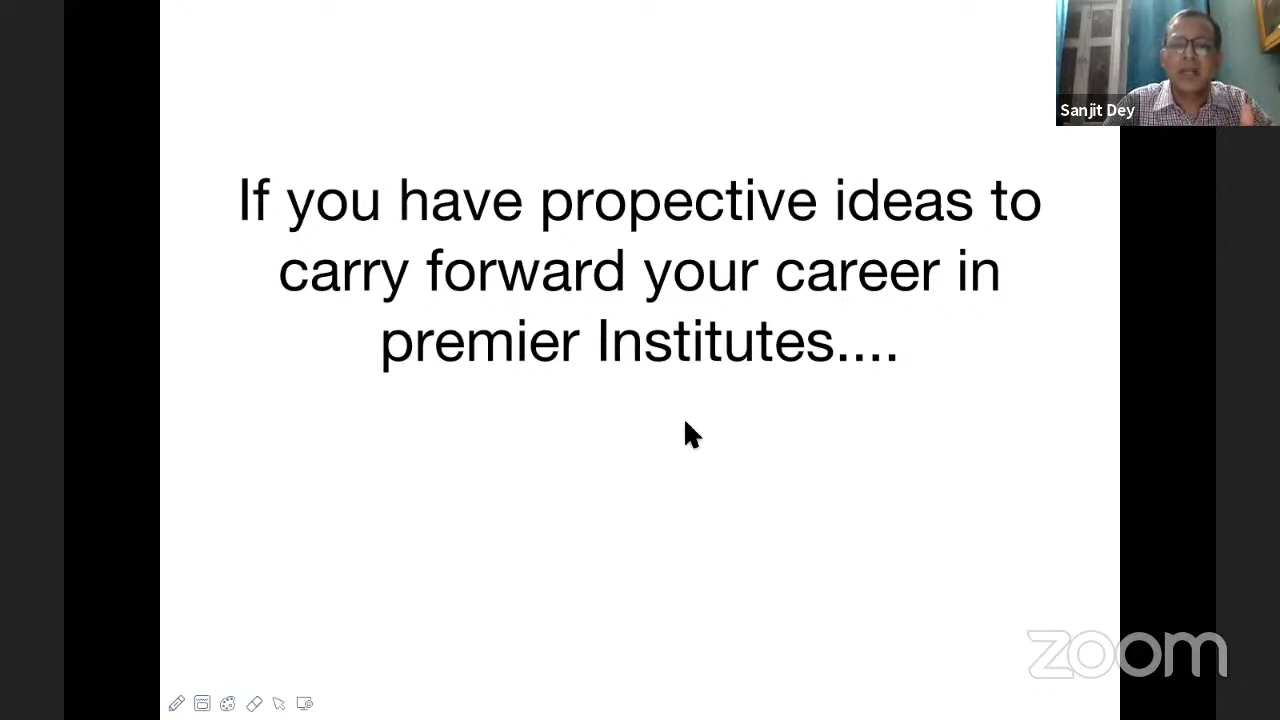 Sanjit Dey
If you have propective ideas to
carry forward your career in
premier Institutes....
zoom